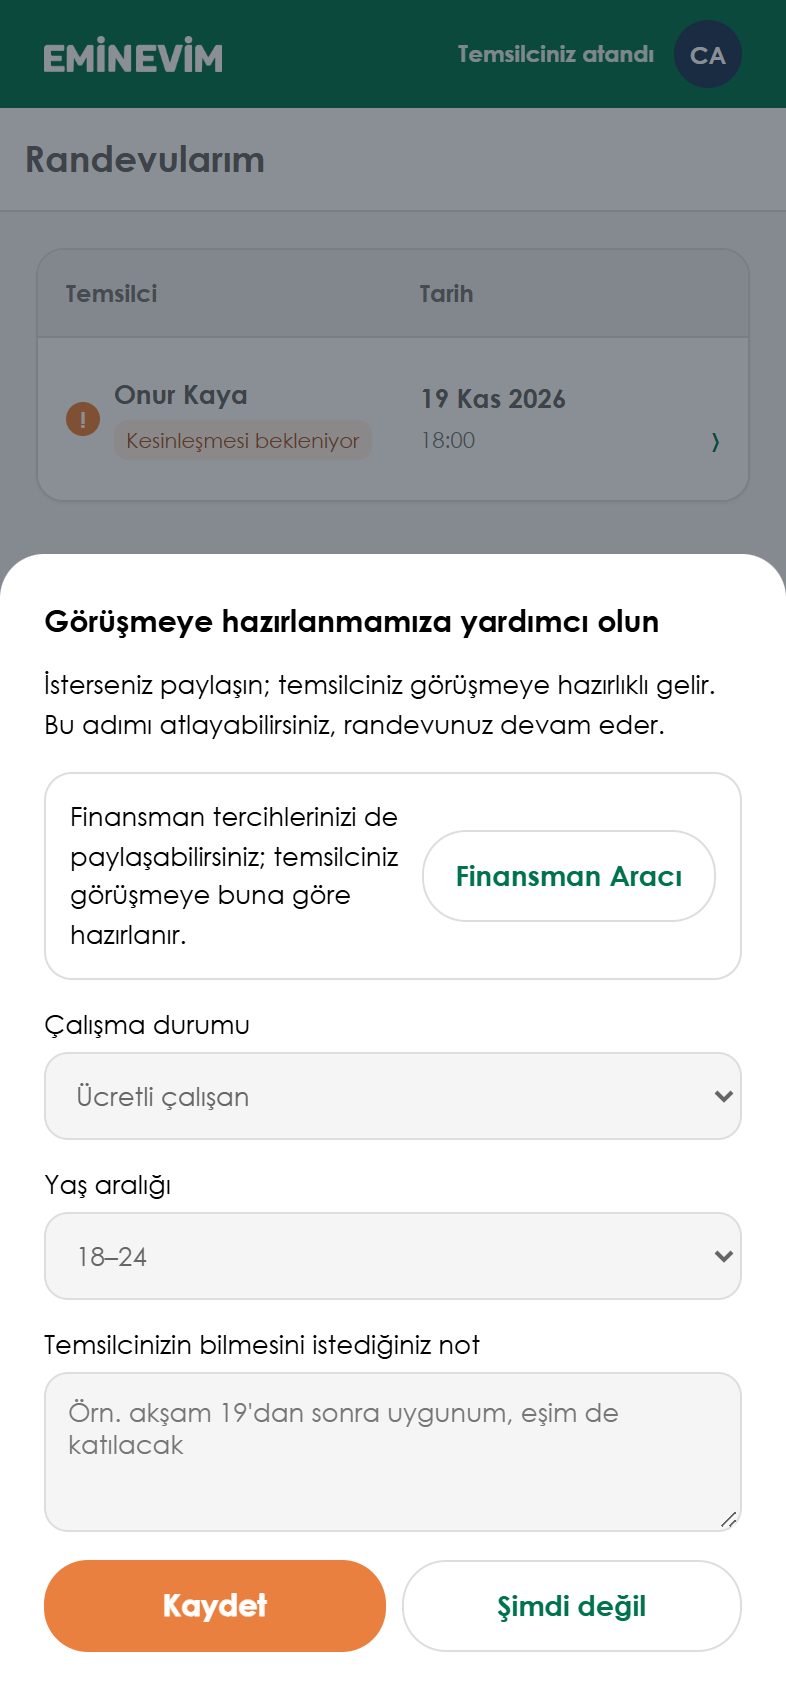 EMİNEVİM
Temsilciniz atandı
CA
Randevularım
Temsilci
Tarih
!
Onur Kaya
19 Kas 2026
Kesinleşmesi bekleniyor
18:00
Görüşmeye hazırlanmamıza yardımcı olun
İsterseniz paylaşın; temsilciniz görüşmeye hazırlıklı gelir.
Bu adımı atlayabilirsiniz, randevunuz devam eder.
Finansman tercihlerinizi de
paylaşabilirsiniz; temsilciniz
görüşmeye buna göre
hazırlanır.
Finansman Aracı
Çalışma durumu
Ücretli çalışan
Yaş aralığı
18–24
Temsilcinizin bilmesini istediğiniz not
Örn. akşam 19'dan sonra uygunum, eşim de
katılacak
Kaydet
Şimdi değil